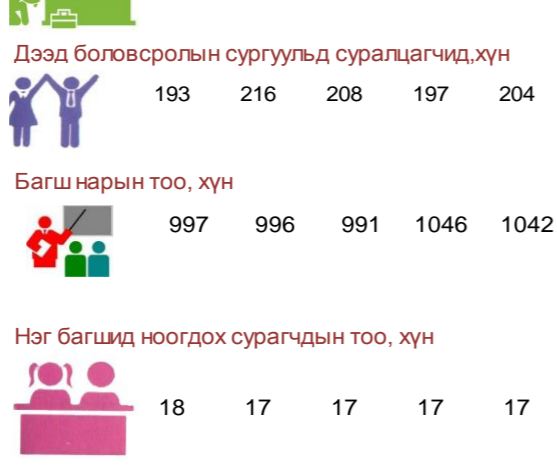 Дээд боловсролын сургуульд суралцагчид,хүн
193 216 208 197 204
Багш нарын тоо, хүн
997 996 991 1046 1042
Нэг багшид ноогдох сурагчдын тоо, хүн
18 17 17 17 17